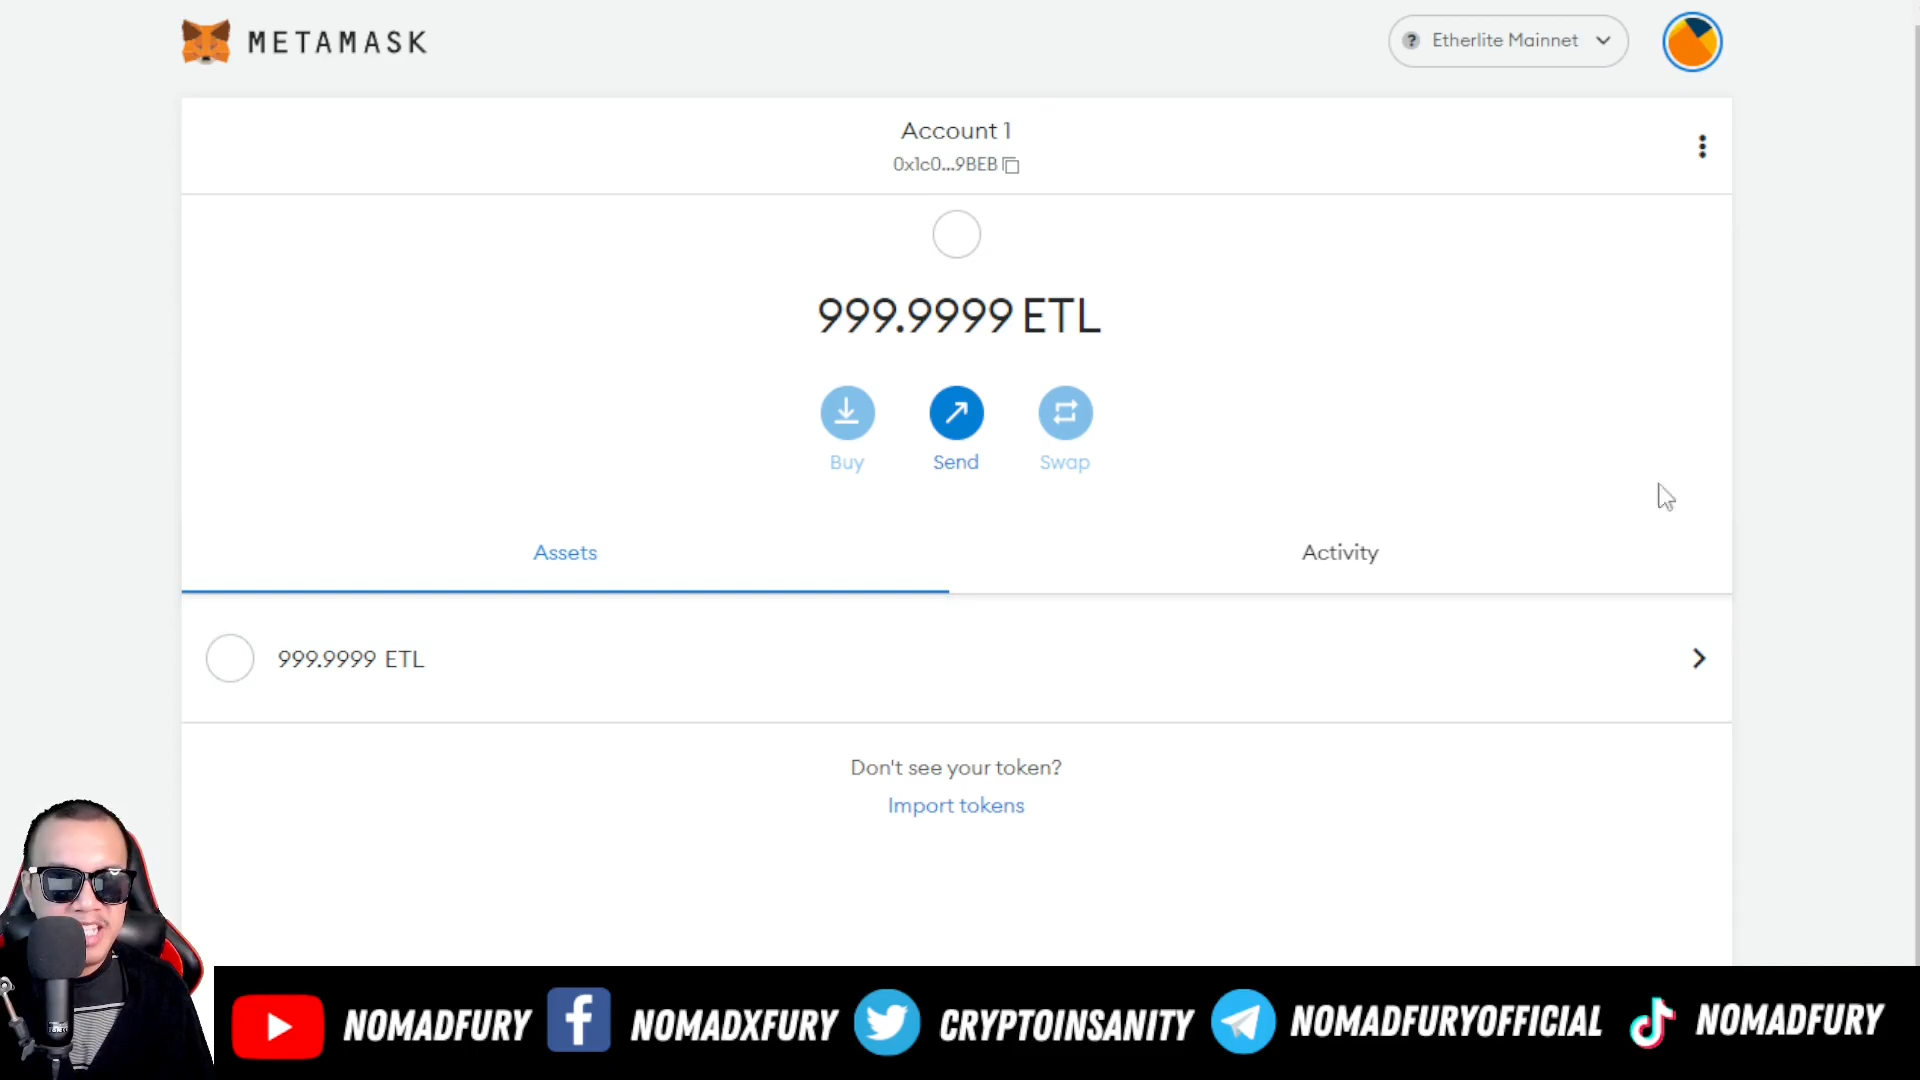 METAMASK
? Etherlite Mainnet
Account 1
0x1c0...9BEB
999.9999 ETL
Buy
Send
Swap
Assets
Activity
999.9999 ETL
Don't see your token?
Import tokens
NOMADFURY
NOMADXFURY
CRYPTOINSANITY
NOMADFURYOFFICIAL
NOMADFURY